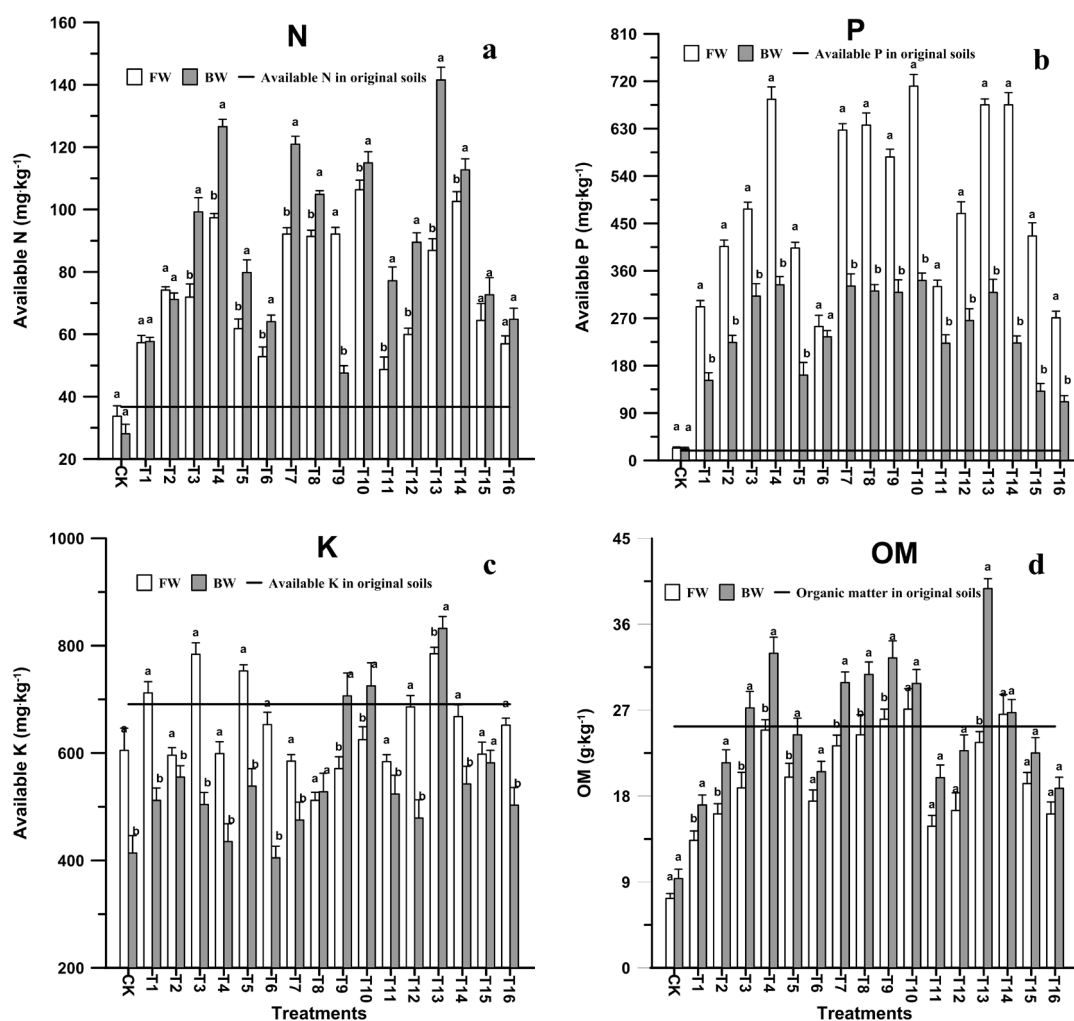 N
a
FW BW Available N in original soils
Available N (mg·kg-1)
160
140
120
100
80
60
40
20
a a a a a a b a b a b a b a b a b a a b b a b a b a b a b a a a a a
CK T1 T2 T3 T4 T5 T6 T7 T8 T9 T10 T11 T12 T13 T14 T15 T16
P
b
FW BW Available P in original soils
Available P (mg·kg-1)
810
720
630
540
450
360
270
180
90
0
a a a b a b a b a b a b a a a b a b a b a b a b a b a b a b a b a b
CK T1 T2 T3 T4 T5 T6 T7 T8 T9 T10 T11 T12 T13 T14 T15 T16
K
c
FW BW Available K in original soils
Available K (mg·kg-1)
1000
800
600
400
200
a b a b a b a b a b a b a b a b a a b a b a a b a b b a a b a a a b
CK T1 T2 T3 T4 T5 T6 T7 T8 T9 T10 T11 T12 T13 T14 T15 T16
Treatments
OM
d
FW BW Organic matter in original soils
OM (g·kg-1)
45
36
27
18
9
0
a a b a b a b a b a b a b a b a b a b a a a a a a a b a a a a a a a
CK T1 T2 T3 T4 T5 T6 T7 T8 T9 T10 T11 T12 T13 T14 T15 T16
Treatments